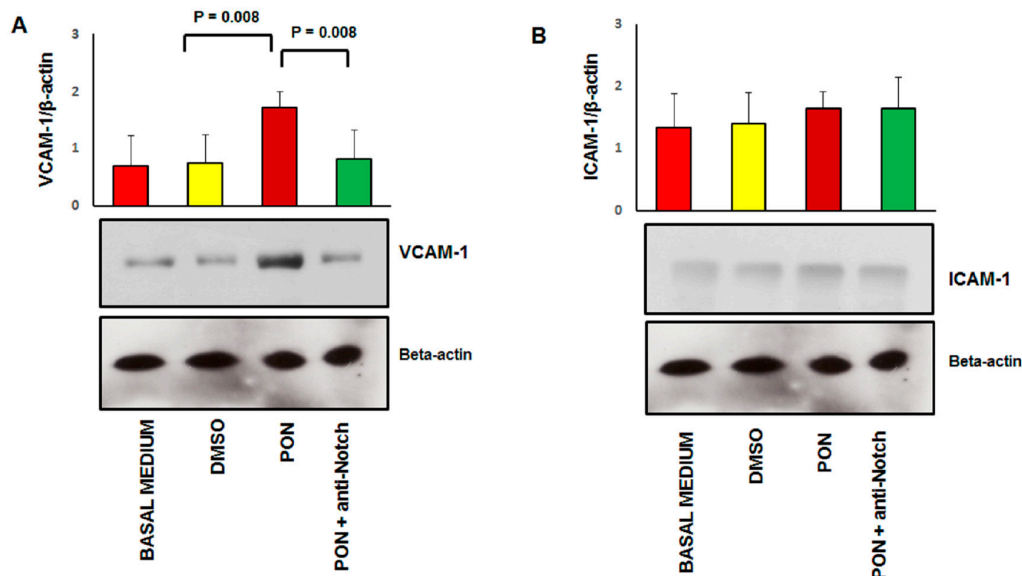 A
P = 0.008
P = 0.008
3
2
1
0
VCAM-1/β-actin
VCAM-1
Beta-actin
BASAL MEDIUM
DMSO
PON
PON + anti-Notch
B
3
2
1
0
ICAM-1/β-actin
ICAM-1
Beta-actin
BASAL MEDIUM
DMSO
PON
PON + anti-Notch